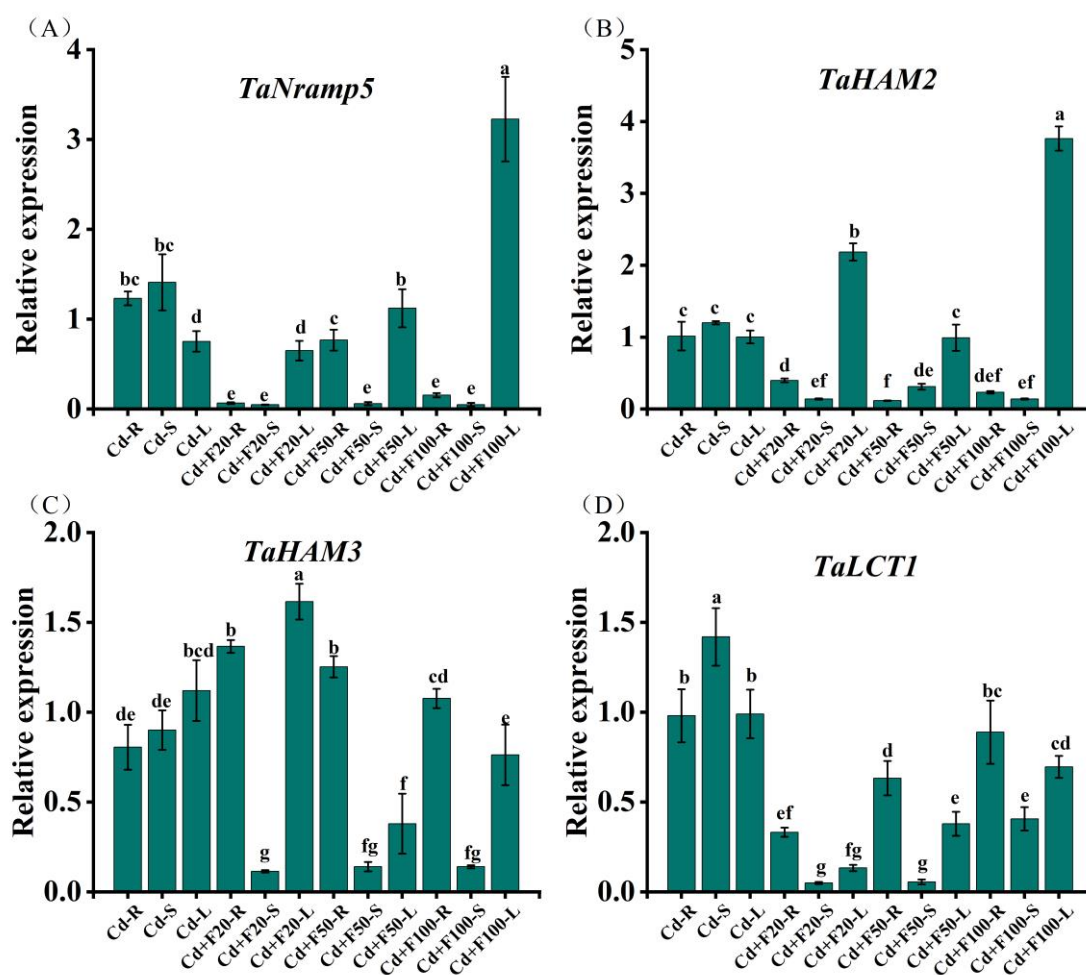 (A)
TaNramp5
Relative expression
4
3
2
1
0
bc
bc
d
e
e
d
c
e
b
e
e
a
Cd-R
Cd-S
Cd-L
Cd+F20-R
Cd+F20-S
Cd+F20-L
Cd+F50-R
Cd+F50-S
Cd+F50-L
Cd+F100-R
Cd+F100-S
Cd+F100-L
(B)
TaHAM2
Relative expression
5
4
3
2
1
0
c
c
c
d
ef
b
f
de
c
def
ef
a
Cd-R
Cd-S
Cd-L
Cd+F20-R
Cd+F20-S
Cd+F20-L
Cd+F50-R
Cd+F50-S
Cd+F50-L
Cd+F100-R
Cd+F100-S
Cd+F100-L
(C)
TaHAM3
Relative expression
2.0
1.5
1.0
0.5
0.0
de
de
bcd
b
g
a
b
fg
f
cd
fg
e
Cd-R
Cd-S
Cd-L
Cd+F20-R
Cd+F20-S
Cd+F20-L
Cd+F50-R
Cd+F50-S
Cd+F50-L
Cd+F100-R
Cd+F100-S
Cd+F100-L
(D)
TaLCT1
Relative expression
2.0
1.5
1.0
0.5
0.0
b
a
b
ef
g
fg
d
g
e
bc
e
cd
Cd-R
Cd-S
Cd-L
Cd+F20-R
Cd+F20-S
Cd+F20-L
Cd+F50-R
Cd+F50-S
Cd+F50-L
Cd+F100-R
Cd+F100-S
Cd+F100-L